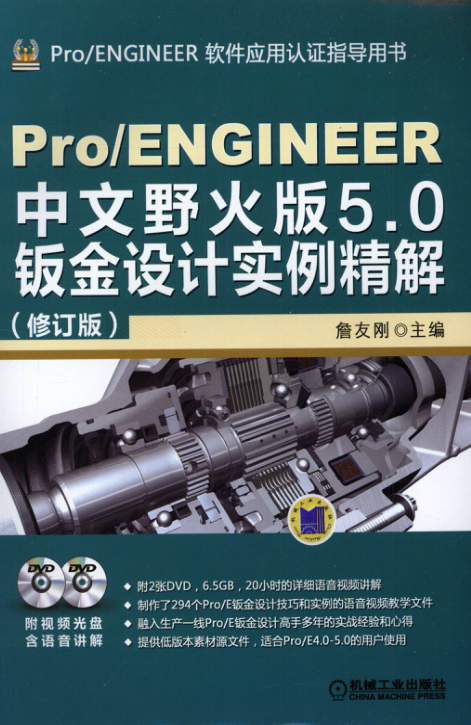 Pro/ENGINEER 软件应用认证指导用书
Pro/ENGINEER
中文野火版5.0
钣金设计实例精解
(修订版)
詹友刚◎主编
DVD DVD
附视频光盘
含语音讲解
◆ 附2张DVD，6.5GB，20小时的详细语音视频讲解
◆ 制作了294个Pro/E钣金设计技巧和实例的语音视频教学文件
◆ 融入生产一线Pro/E钣金设计高手多年的实战经验和心得
◆ 提供低版本素材源文件，适合Pro/E4.0-5.0的用户使用
机械工业出版社
CHINA MACHINE PRESS